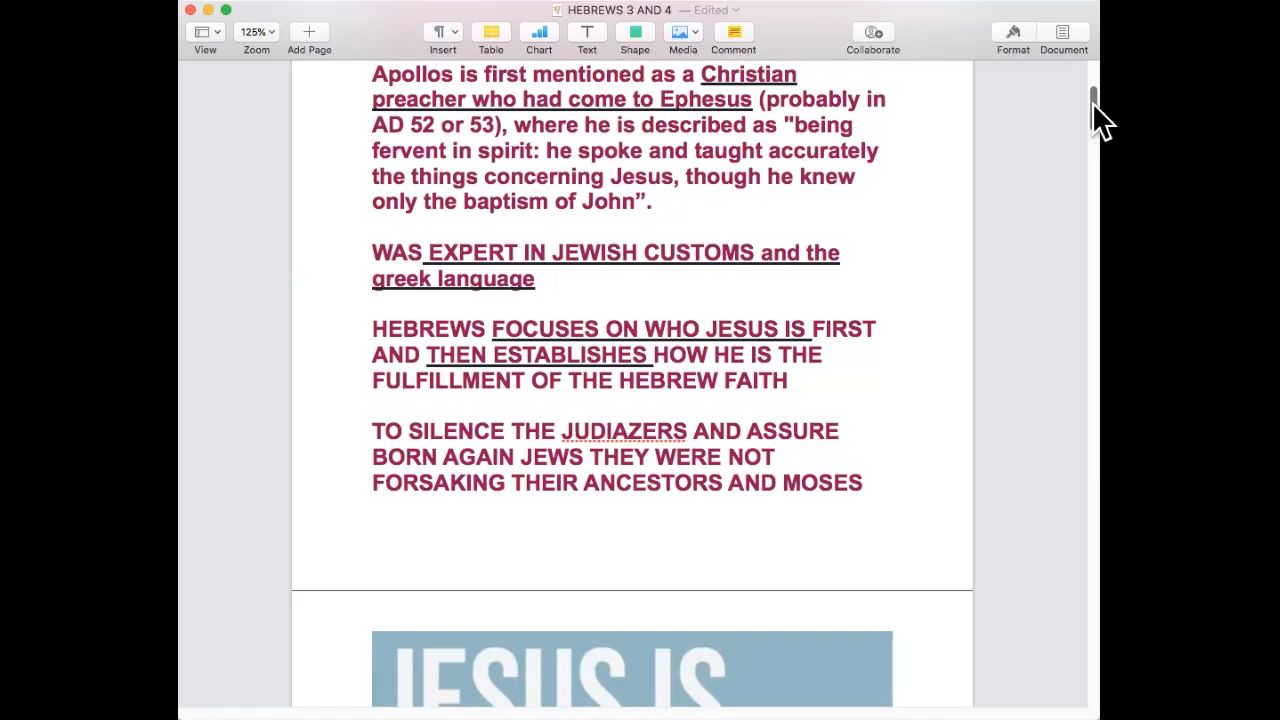 HEBREWS 3 AND 4 — Edited
View
125%
Zoom
Add Page
Insert
Table
Chart
Text
Shape
Media
Comment
Collaborate
Format
Document
Apollos is first mentioned as a Christian
preacher who had come to Ephesus (probably in
AD 52 or 53), where he is described as "being
fervent in spirit: he spoke and taught accurately
the things concerning Jesus, though he knew
only the baptism of John”.
WAS EXPERT IN JEWISH CUSTOMS and the
greek language
HEBREWS FOCUSES ON WHO JESUS IS FIRST
AND THEN ESTABLISHES HOW HE IS THE
FULFILLMENT OF THE HEBREW FAITH
TO SILENCE THE JUDIAZERS AND ASSURE
BORN AGAIN JEWS THEY WERE NOT
FORSAKING THEIR ANCESTORS AND MOSES
JESUS IS